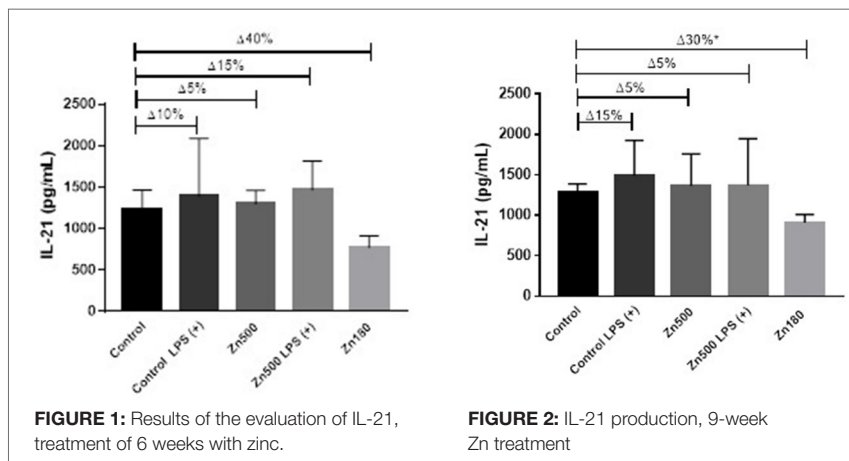 Δ40%
Δ15%
Δ5%
Δ10%
2500
2000
1500
1000
500
0
IL-21 (pg/mL)
Control
Control LPS (+)
Zn500
Zn500 LPS (+)
Zn180
FIGURE 1: Results of the evaluation of IL-21,
treatment of 6 weeks with zinc.
Δ30%*
Δ5%
Δ5%
Δ15%
2500
2000
1500
1000
500
0
IL-21 (pg/mL)
Control
Control LPS (+)
Zn500
Zn500 LPS (+)
Zn180
FIGURE 2: IL-21 production, 9-week
Zn treatment